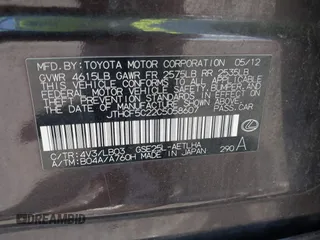 MFD.BY: TOYOTA MOTOR CORPORATION 05/12
GVWR 4615LB GAWR FR 2575LB RR 2535LB
THIS VEHICLE CONFORMS TO ALL APPLICABLE
FEDERAL MOTOR VEHICLE SAFETY, BUMPER, AND
THEFT PREVENTION STANDARDS IN EFFECT ON
THE DATE OF MANUFACTURE SHOWN ABOVE.
JTHCF5C22C5058607 PASS.CAR
C/TR: 4V3/LB03 GSE25L-AETLHA
A/TM: B04A/A760H MADE IN JAPAN 290 A